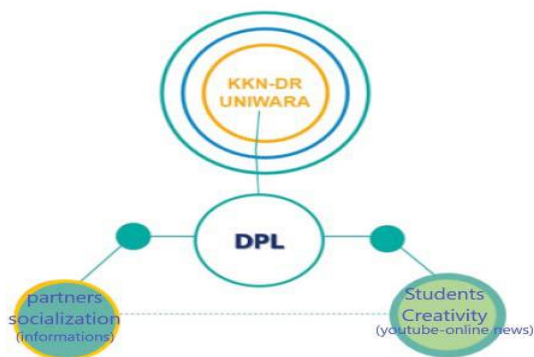 KKN-DR
UNIWARA
DPL
partners
socialization
(informations)
Students
Creativity
(youtube-online news)